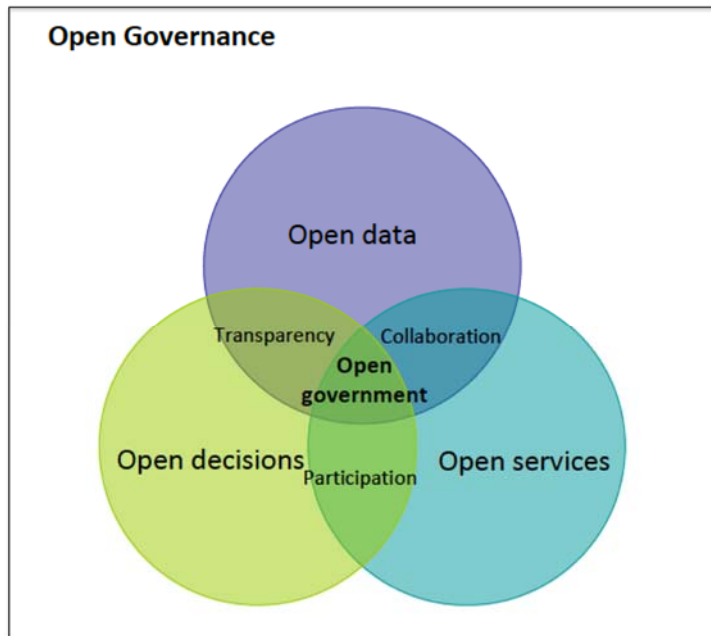 Open Governance
Open data
Transparency
Collaboration
Open
government
Open decisions
Open services
Participation